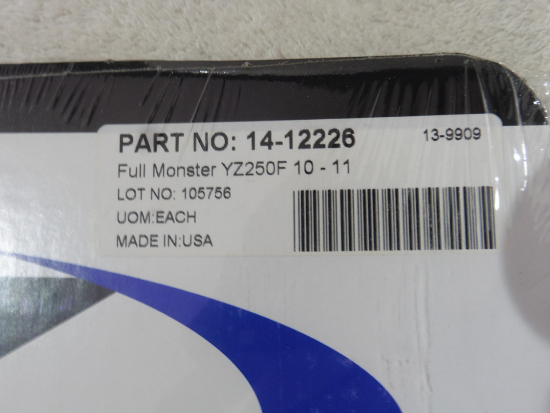 PART NO: 14-12226 13-9909
Full Monster YZ250F 10 - 11
LOT NO: 105756
UOM:EACH
MADE IN:USA